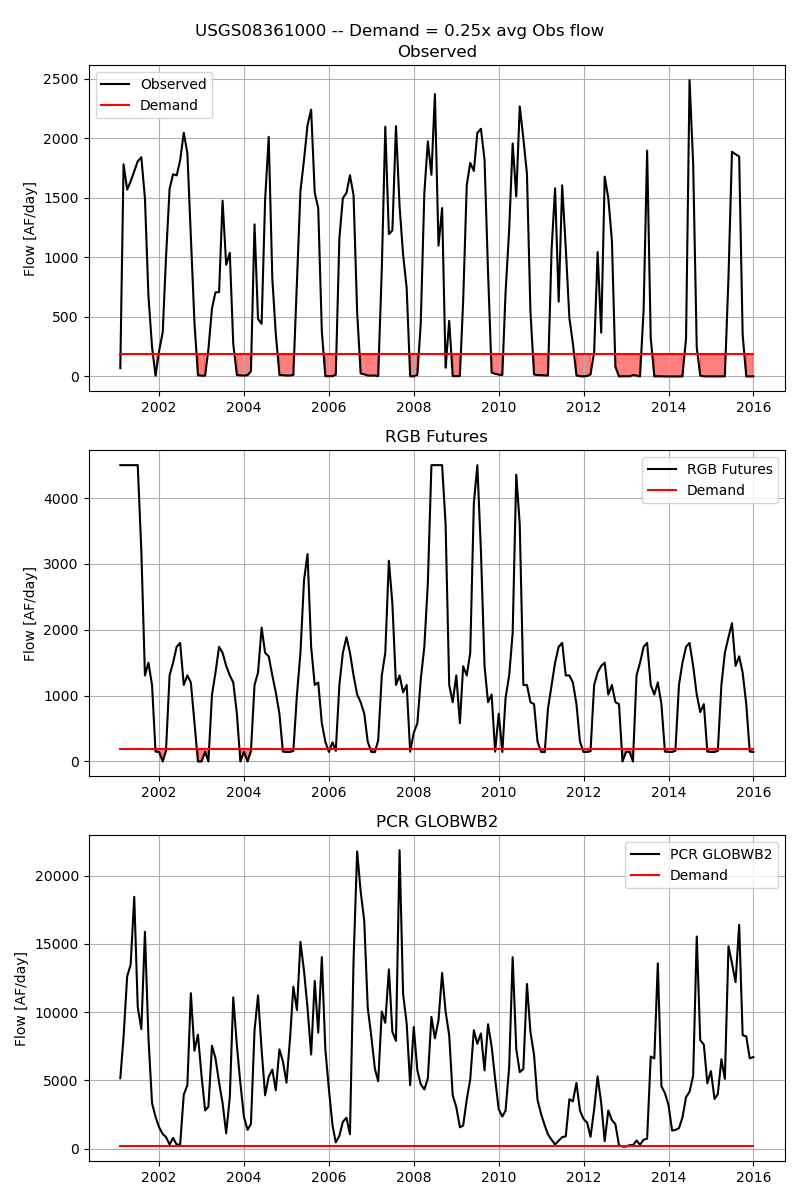 USGS08361000 -- Demand = 0.25x avg Obs flow
Observed
Flow [AF/day]
2500
2000
1500
1000
500
0
Observed
Demand
2002 2004 2006 2008 2010 2012 2014 2016
RGB Futures
Flow [AF/day]
4000
3000
2000
1000
0
RGB Futures
Demand
2002 2004 2006 2008 2010 2012 2014 2016
PCR GLOBWB2
Flow [AF/day]
20000
15000
10000
5000
0
PCR GLOBWB2
Demand
2002 2004 2006 2008 2010 2012 2014 2016